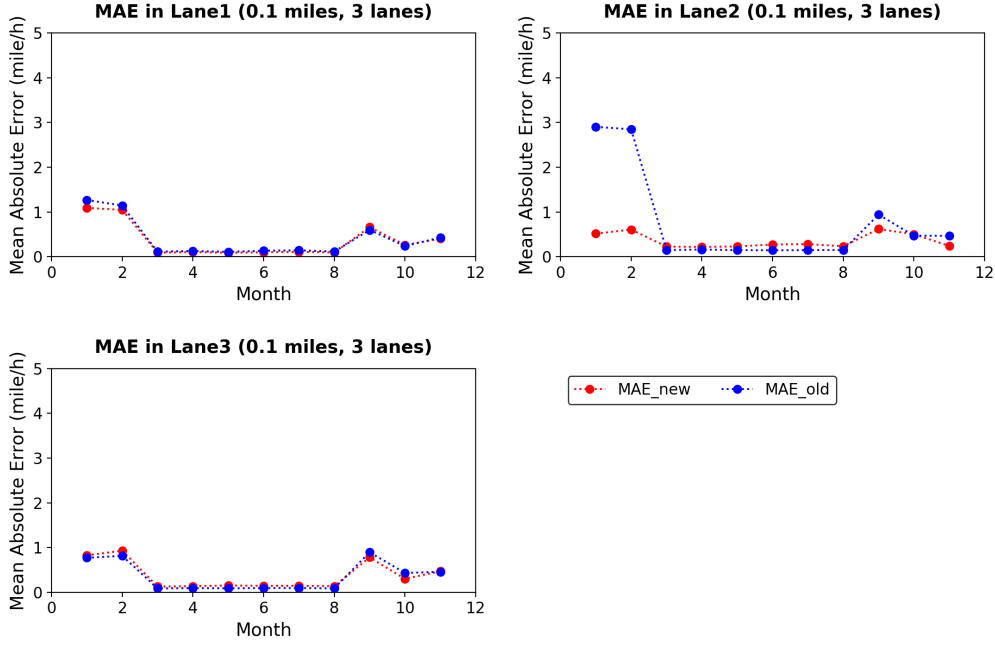 MAE in Lane1 (0.1 miles, 3 lanes)
Mean Absolute Error (mile/h)
5
4
3
2
1
0
0 2 4 6 8 10 12
Month
MAE in Lane2 (0.1 miles, 3 lanes)
Mean Absolute Error (mile/h)
5
4
3
2
1
0
0 2 4 6 8 10 12
Month
MAE in Lane3 (0.1 miles, 3 lanes)
Mean Absolute Error (mile/h)
5
4
3
2
1
0
0 2 4 6 8 10 12
Month
MAE_new MAE_old